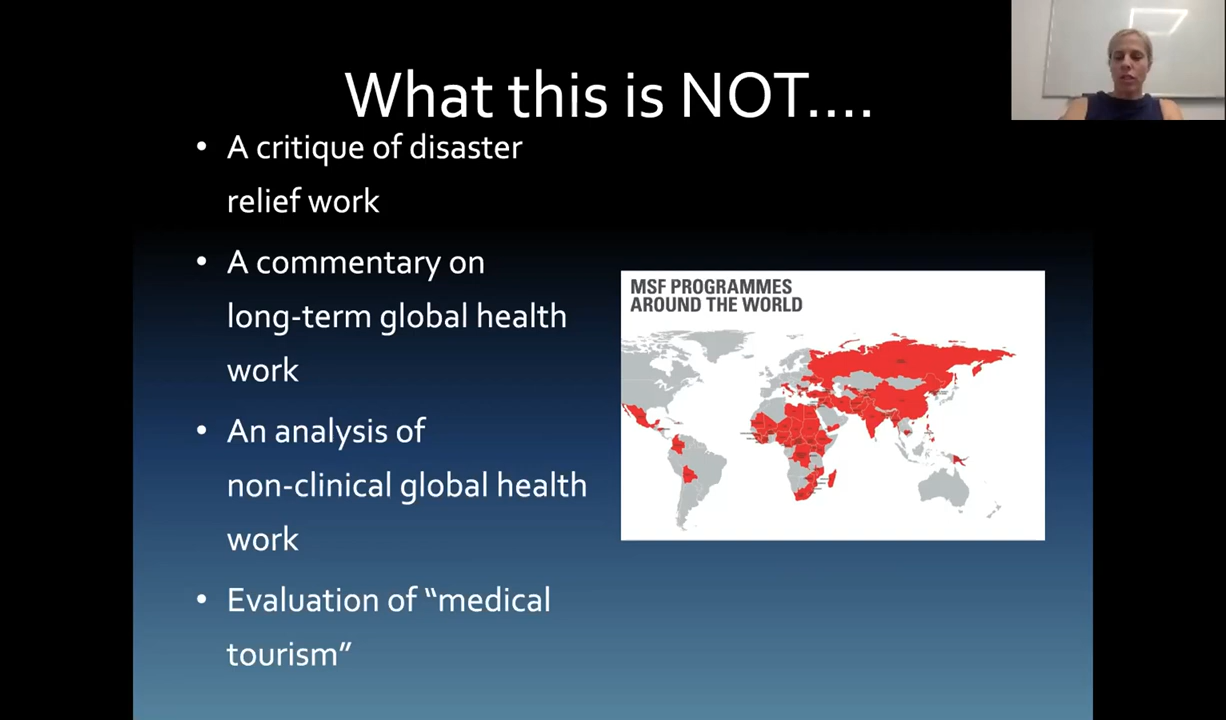 What this is NOT....
• A critique of disaster
relief work
• A commentary on
long-term global health
work
• An analysis of
non-clinical global health
work
• Evaluation of “medical
tourism”
MSF PROGRAMMES
AROUND THE WORLD